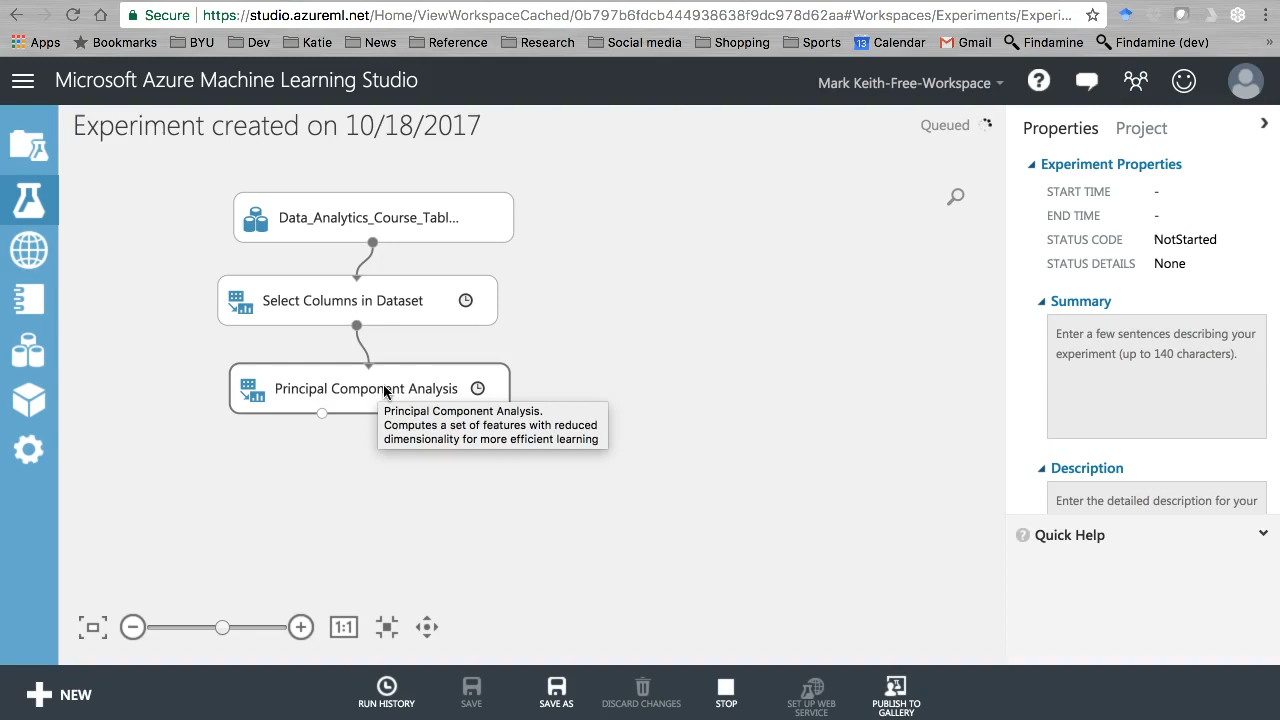 Secure
https://studio.azureml.net/Home/ViewWorkspaceCached/0b797b6fdcb444938638f9dc978d62aa#Workspaces/Experiments/Experi...
Apps Bookmarks BYU Dev Katie News Reference Research Social media Shopping Sports 13 Calendar Gmail Findamine Findamine (dev) »
Microsoft Azure Machine Learning Studio
Mark Keith-Free-Workspace
?
Experiment created on 10/18/2017
Queued
Data_Analytics_Course_Tabl...
Select Columns in Dataset
Principal Component Analysis
Principal Component Analysis.
Computes a set of features with reduced
dimensionality for more efficient learning
Properties Project
Experiment Properties
START TIME -
END TIME -
STATUS CODE NotStarted
STATUS DETAILS None
Summary
Enter a few sentences describing your
experiment (up to 140 characters).
Description
Enter the detailed description for your
? Quick Help
1:1
NEW
RUN HISTORY
SAVE
SAVE AS
DISCARD CHANGES
STOP
SET UP WEB
SERVICE
PUBLISH TO
GALLERY